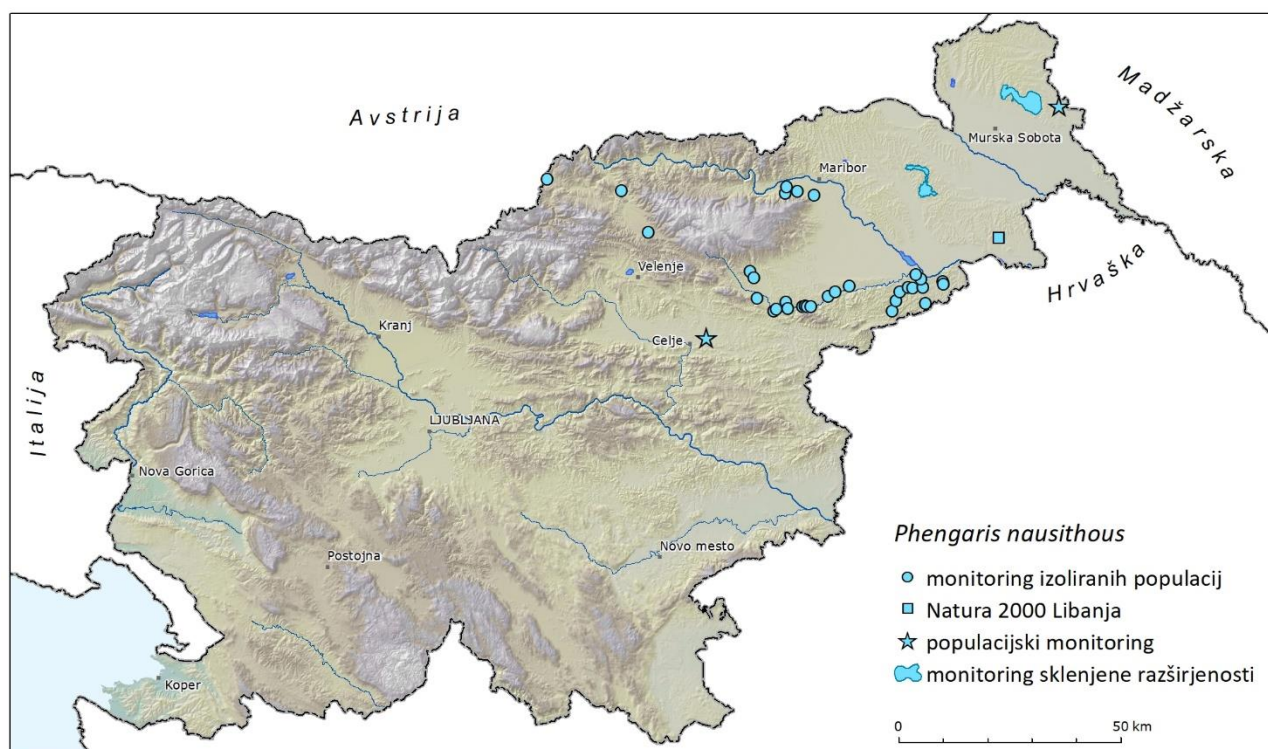 Avstrija
Madžarska
Murska Sobota
Maribor
Velenje
Hrvaška
Kranj
Celje
Italija
LJUBLJANA
Nova Gorica
Phengaris nausithous
Postojna
Novo mesto
monitoring izoliranih populacij
Natura 2000 Libanja
populacijski monitoring
Koper
monitoring sklenjene razširjenosti
0 50 km